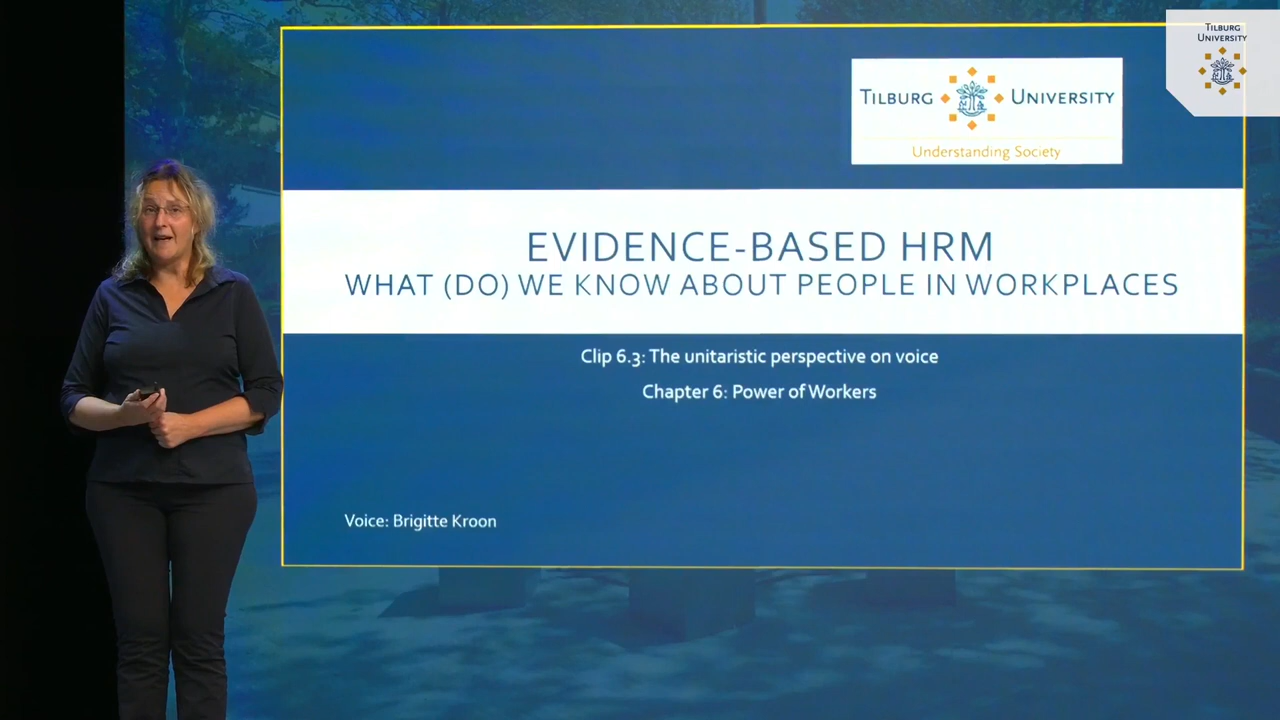 TILBURG
UNIVERSITY
TILBURG UNIVERSITY
Understanding Society
EVIDENCE-BASED HRM
WHAT (DO) WE KNOW ABOUT PEOPLE IN WORKPLACES
Clip 6.3: The unitaristic perspective on voice
Chapter 6: Power of Workers
Voice: Brigitte Kroon